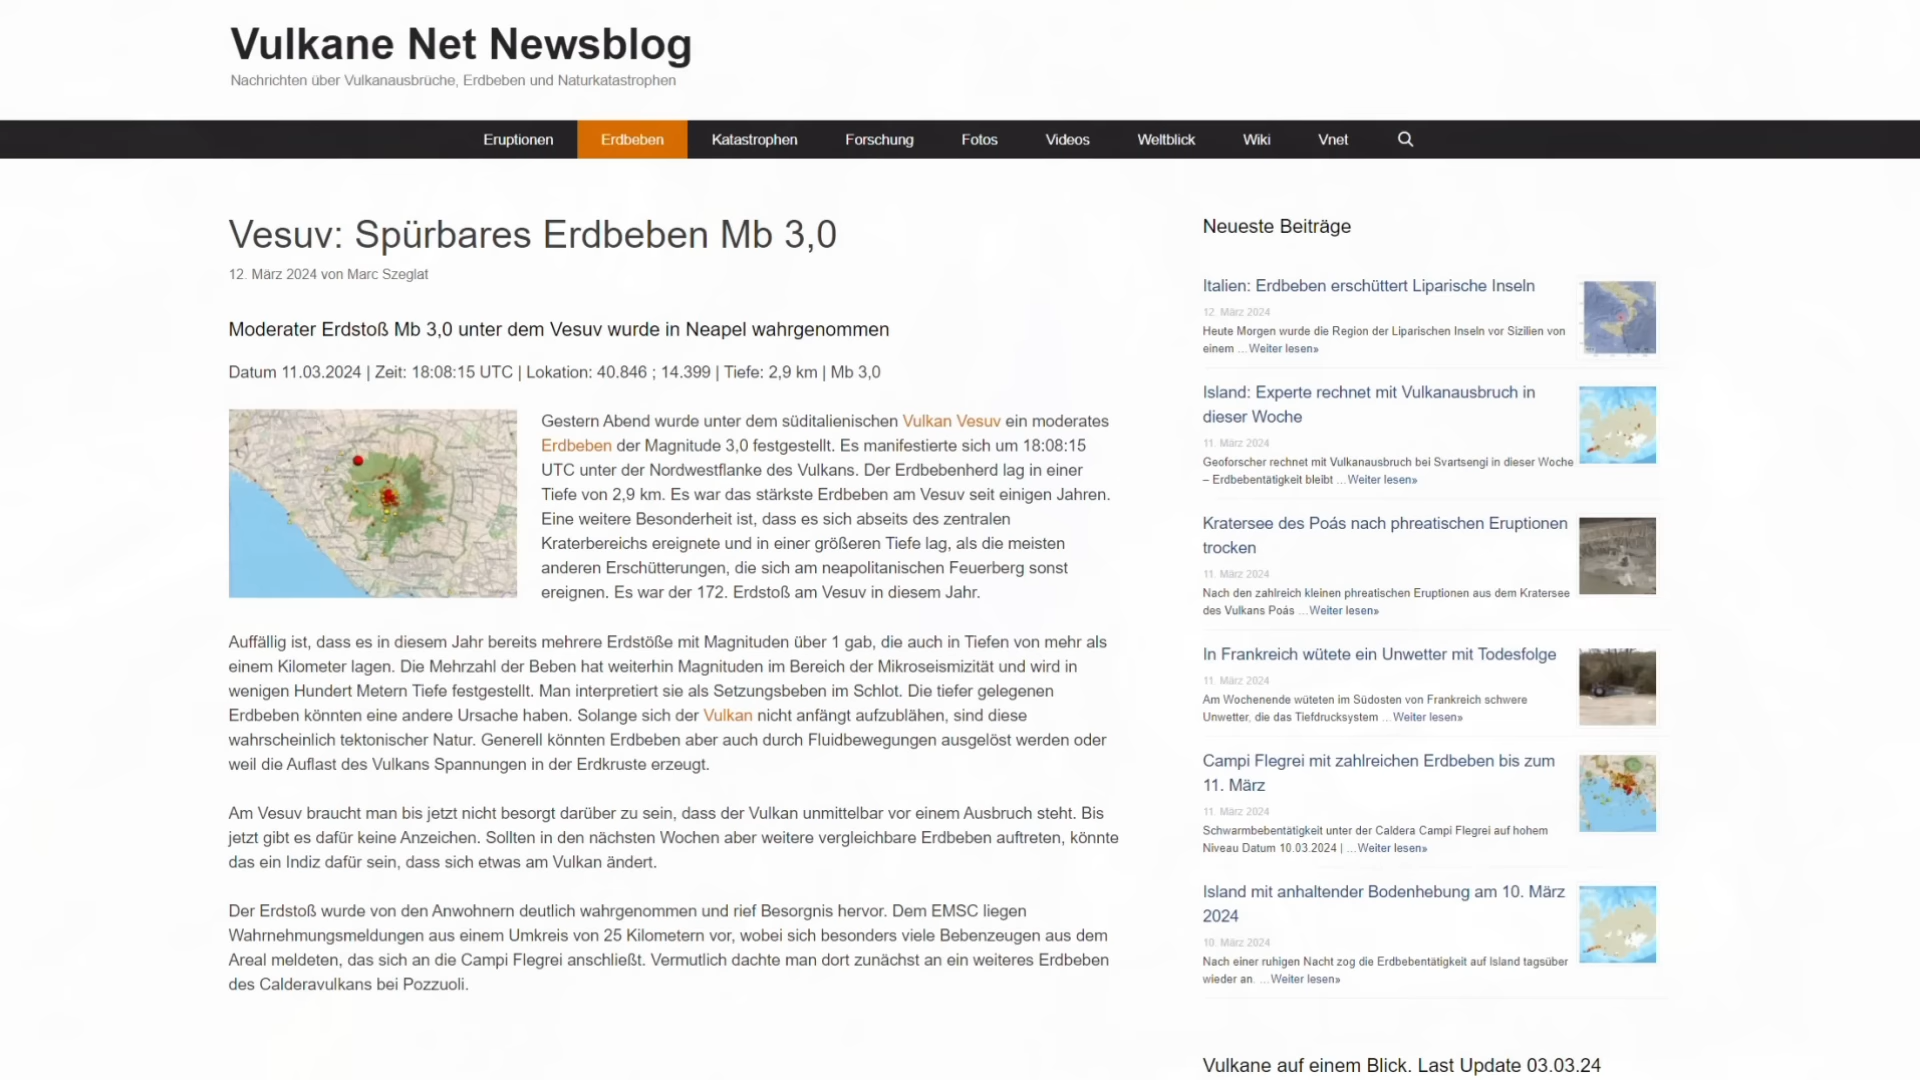 Vulkane Net Newsblog
Nachrichten über Vulkanausbrüche, Erdbeben und Naturkatastrophen
Eruptionen Erdbeben Katastrophen Forschung Fotos Videos Weltblick Wiki Vnet
Vesuv: Spürbares Erdbeben Mb 3,0
12. März 2024 von Marc Szeglat
Moderater Erdstoß Mb 3,0 unter dem Vesuv wurde in Neapel wahrgenommen
Datum 11.03.2024 | Zeit: 18:08:15 UTC | Lokation: 40.846 ; 14.399 | Tiefe: 2,9 km | Mb 3,0
Gestern Abend wurde unter dem süditalienischen Vulkan Vesuv ein moderates
Erdbeben der Magnitude 3,0 festgestellt. Es manifestierte sich um 18:08:15
UTC unter der Nordwestflanke des Vulkans. Der Erdbebenherd lag in einer
Tiefe von 2,9 km. Es war das stärkste Erdbeben am Vesuv seit einigen Jahren.
Eine weitere Besonderheit ist, dass es sich abseits des zentralen
Kraterbereichs ereignete und in einer größeren Tiefe lag, als die meisten
anderen Erschütterungen, die sich am neapolitanischen Feuerberg sonst
ereignen. Es war der 172. Erdstoß am Vesuv in diesem Jahr.
Auffällig ist, dass es in diesem Jahr bereits mehrere Erdstöße mit Magnituden über 1 gab, die auch in Tiefen von mehr als
einem Kilometer lagen. Die Mehrzahl der Beben hat weiterhin Magnituden im Bereich der Mikroseismizität und wird in
wenigen Hundert Metern Tiefe festgestellt. Man interpretiert sie als Setzungsbeben im Schlot. Die tiefer gelegenen
Erdbeben könnten eine andere Ursache haben. Solange sich der Vulkan nicht anfängt aufzublähen, sind diese
wahrscheinlich tektonischer Natur. Generell könnten Erdbeben aber auch durch Fluidbewegungen ausgelöst werden oder
weil die Auflast des Vulkans Spannungen in der Erdkruste erzeugt.
Am Vesuv braucht man bis jetzt nicht besorgt darüber zu sein, dass der Vulkan unmittelbar vor einem Ausbruch steht. Bis
jetzt gibt es dafür keine Anzeichen. Sollten in den nächsten Wochen aber weitere vergleichbare Erdbeben auftreten, könnte
das ein Indiz dafür sein, dass sich etwas am Vulkan ändert.
Der Erdstoß wurde von den Anwohnern deutlich wahrgenommen und rief Besorgnis hervor. Dem EMSC liegen
Wahrnehmungsmeldungen aus einem Umkreis von 25 Kilometern vor, wobei sich besonders viele Bebenzeugen aus dem
Areal meldeten, das sich an die Campi Flegrei anschließt. Vermutlich dachte man dort zunächst an ein weiteres Erdbeben
des Calderavulkans bei Pozzuoli.
Neueste Beiträge
Italien: Erdbeben erschüttert Liparische Inseln
12. März 2024
Heute Morgen wurde die Region der Liparischen Inseln vor Sizilien von
einem ...Weiter lesen»
Island: Experte rechnet mit Vulkanausbruch in
dieser Woche
11. März 2024
Geoforscher rechnet mit Vulkanausbruch bei Svartsengi in dieser Woche
– Erdbebentätigkeit bleibt ...Weiter lesen»
Kratersee des Poás nach phreatischen Eruptionen
trocken
11. März 2024
Nach den zahlreich kleinen phreatischen Eruptionen aus dem Kratersee
des Vulkans Poás ...Weiter lesen»
In Frankreich wütete ein Unwetter mit Todesfolge
11. März 2024
Am Wochenende wüteten im Südosten von Frankreich schwere
Unwetter, die das Tiefdrucksystem ...Weiter lesen»
Campi Flegrei mit zahlreichen Erdbeben bis zum
11. März
11. März 2024
Schwarmbebentätigkeit unter der Caldera Campi Flegrei auf hohem
Niveau Datum 10.03.2024 | ...Weiter lesen»
Island mit anhaltender Bodenhebung am 10. März
2024
10. März 2024
Nach einer ruhigen Nacht zog die Erdbebentätigkeit auf Island tagsüber
wieder an. ...Weiter lesen»
Vulkane auf einem Blick. Last Update 03.03.24